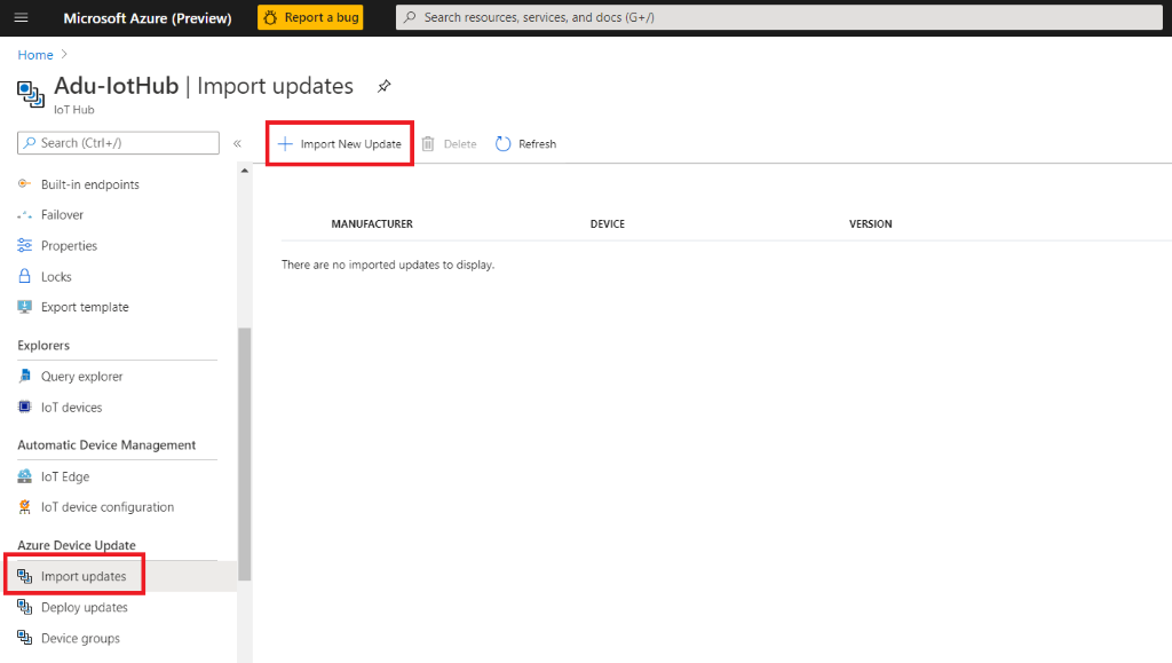 Microsoft Azure (Preview)
Report a bug
Search resources, services, and docs (G+/)
Home
Adu-IotHub | Import updates
IoT Hub
Search (Ctrl+/)
«
Import New Update
Delete
Refresh
Built-in endpoints
Failover
Properties
Locks
Export template
Explorers
Query explorer
IoT devices
Automatic Device Management
IoT Edge
IoT device configuration
Azure Device Update
Import updates
Deploy updates
Device groups
MANUFACTURER DEVICE VERSION
There are no imported updates to display.